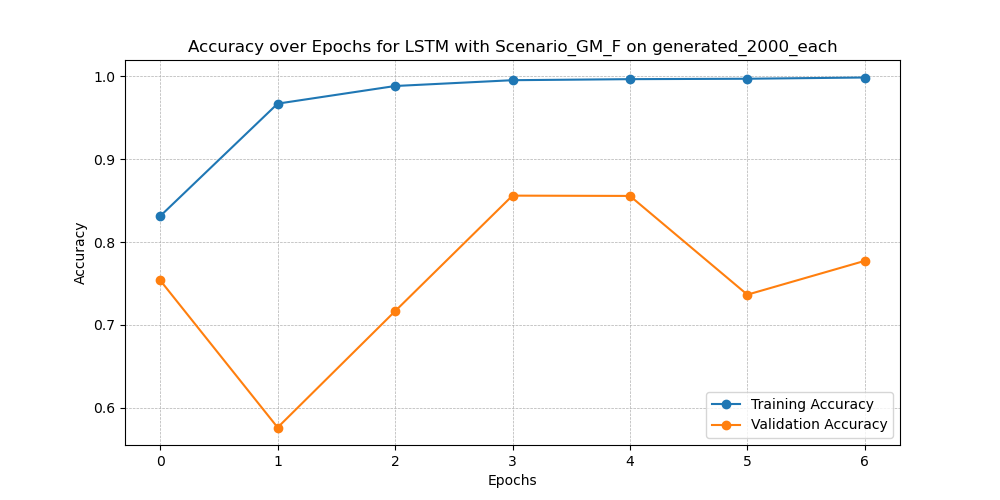 Accuracy over Epochs for LSTM with Scenario_GM_F on generated_2000_each
1.0
0.9
0.8
0.7
0.6
Accuracy
0 1 2 3 4 5 6
Epochs
Training Accuracy
Validation Accuracy